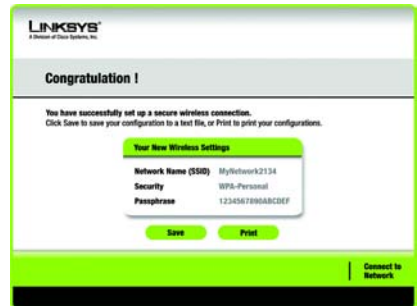 LINKSYS®
A Division of Cisco Systems, Inc.
Congratulation !
You have successfully set up a secure wireless connection.
Click Save to save your configuration to a text file, or Print to print your configurations.
Your New Wireless Settings
Network Name (SSID) MyNetwork2134
Security WPA-Personal
Passphrase 1234567890ABCDEF
Save Print
Connect to
Network